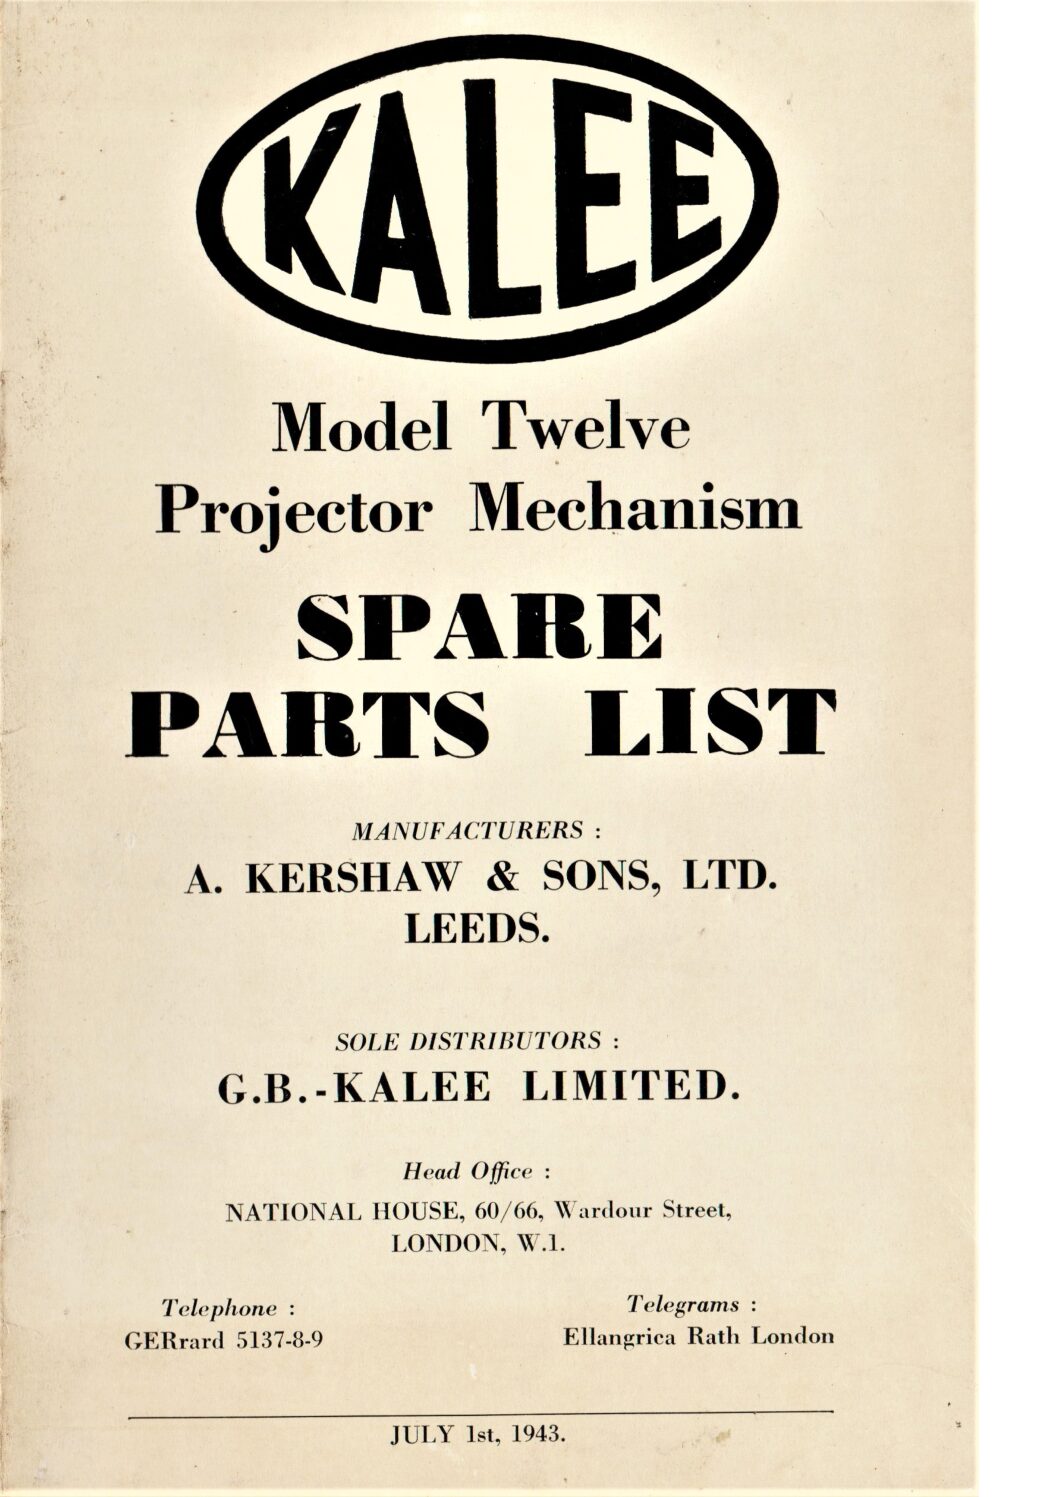 KALEE
Model Twelve
Projector Mechanism
SPARE
PARTS LIST
MANUFACTURERS :
A. KERSHAW & SONS, LTD.
LEEDS.
SOLE DISTRIBUTORS :
G.B.-KALEE LIMITED.
Head Office :
NATIONAL HOUSE, 60/66, Wardour Street,
LONDON, W.1.
Telephone :
GERrard 5137-8-9
Telegrams :
Ellangrica Rath London
JULY 1st, 1943.